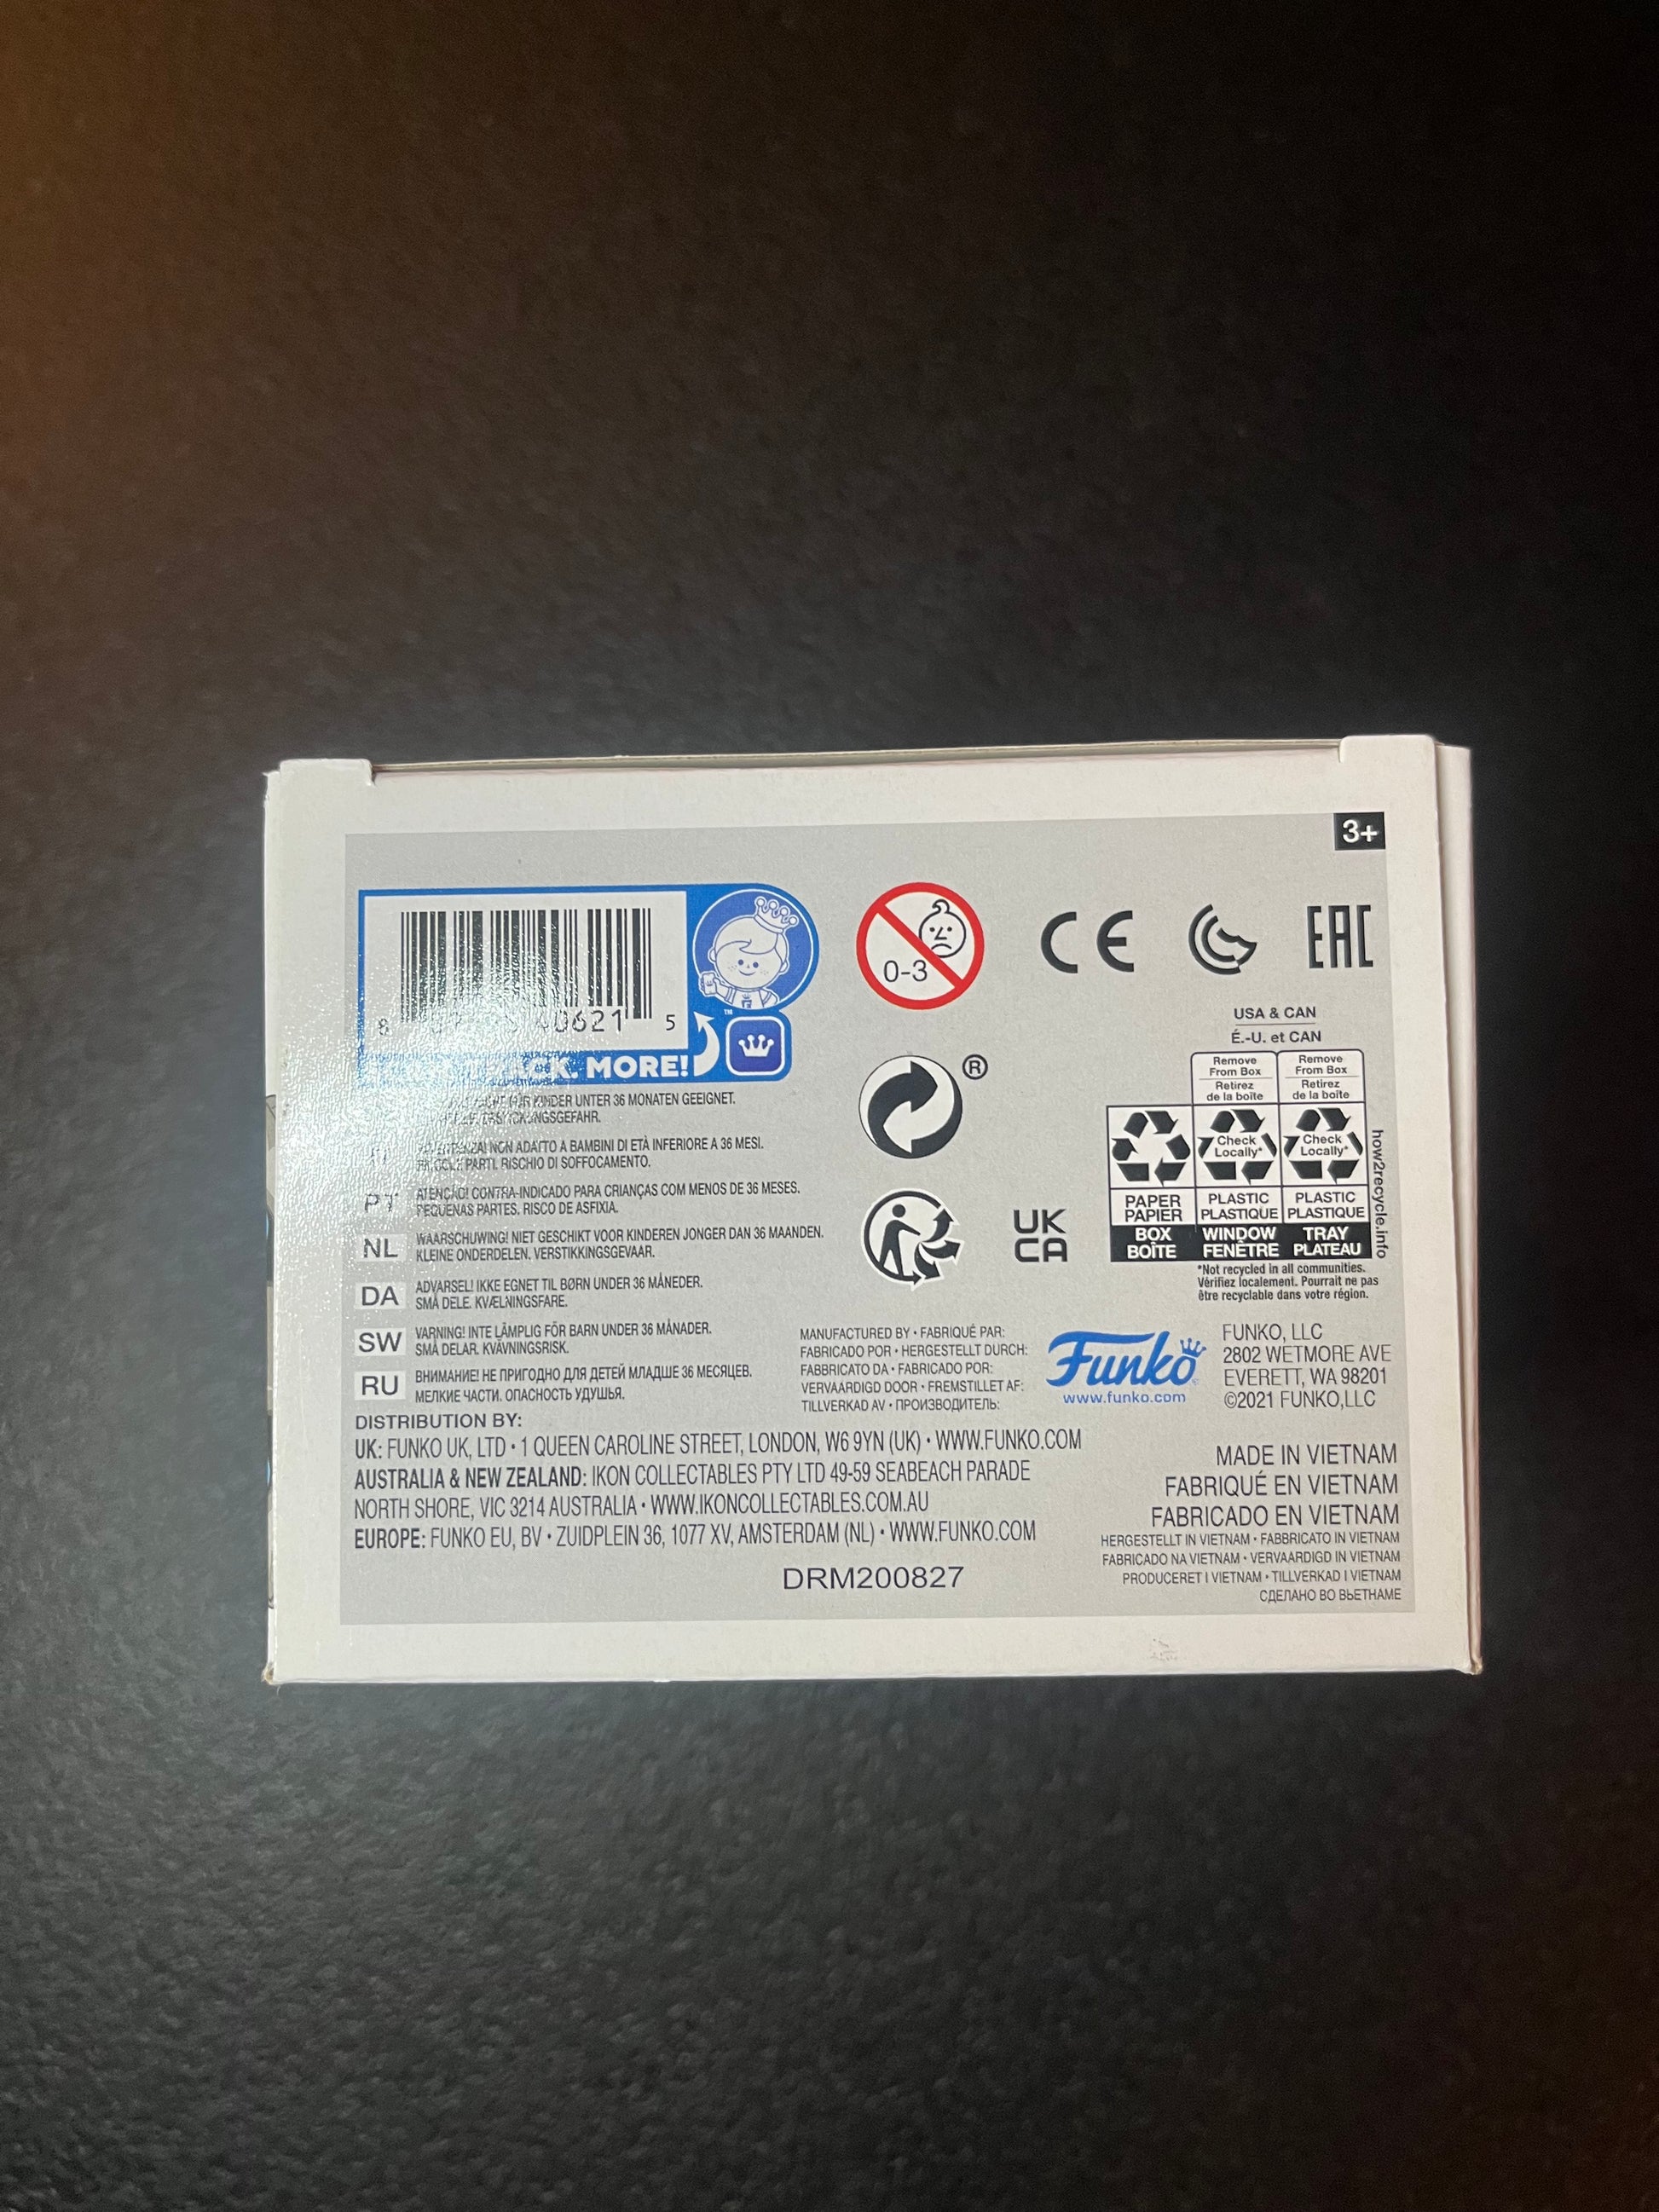 3+
0-3
CE
EAC
8
40621
5
™
MORE!
USA & CAN
É.-U. et CAN
Remove From Box
Retirez de la boîte
Remove From Box
Retirez de la boîte
®
Check Locally*
Check Locally*
PAPER PAPIER
PLASTIC PLASTIQUE
PLASTIC PLASTIQUE
BOX BOÎTE
WINDOW FENÊTRE
TRAY PLATEAU
how2recycle.info
*Not recycled in all communities.
Vérifiez localement. Pourrait ne pas
être recyclable dans votre région.
UK
CA
KINDER UNTER 36 MONATEN GEEIGNET.
NON ADATTO A BAMBINI DI ETÀ INFERIORE A 36 MESI.
PARTI. RISCHIO DI SOFFOCAMENTO.
PT ATENÇÃO! CONTRA-INDICADO PARA CRIANÇAS COM MENOS DE 36 MESES.
PEQUENAS PARTES. RISCO DE ASFIXIA.
NL WAARSCHUWING! NIET GESCHIKT VOOR KINDEREN JONGER DAN 36 MAANDEN.
KLEINE ONDERDELEN. VERSTIKKINGSGEVAAR.
DA ADVARSEL! IKKE EGNET TIL BØRN UNDER 36 MÅNEDER.
SMÅ DELE. KVÆLNINGSFARE.
SW VARNING! INTE LÄMPLIG FÖR BARN UNDER 36 MÅNADER.
SMÅ DELAR. KVÄVNINGSRISK.
RU ВНИМАНИЕ! НЕ ПРИГОДНО ДЛЯ ДЕТЕЙ МЛАДШЕ 36 МЕСЯЦЕВ.
МЕЛКИЕ ЧАСТИ. ОПАСНОСТЬ УДУШЬЯ.
MANUFACTURED BY • FABRIQUÉ PAR:
FABRICADO POR • HERGESTELLT DURCH:
FABBRICATO DA • FABRICADO POR:
VERVAARDIGD DOOR • FREMSTILLET AF:
TILLVERKAD AV • ПРОИЗВОДИТЕЛЬ:
Funko
www.funko.com
FUNKO, LLC
2802 WETMORE AVE
EVERETT, WA 98201
©2021 FUNKO,LLC
DISTRIBUTION BY:
UK: FUNKO UK, LTD • 1 QUEEN CAROLINE STREET, LONDON, W6 9YN (UK) • WWW.FUNKO.COM
AUSTRALIA & NEW ZEALAND: IKON COLLECTABLES PTY LTD 49-59 SEABEACH PARADE
NORTH SHORE, VIC 3214 AUSTRALIA • WWW.IKONCOLLECTABLES.COM.AU
EUROPE: FUNKO EU, BV • ZUIDPLEIN 36, 1077 XV, AMSTERDAM (NL) • WWW.FUNKO.COM
DRM200827
MADE IN VIETNAM
FABRIQUÉ EN VIETNAM
FABRICADO EN VIETNAM
HERGESTELLT IN VIETNAM • FABBRICATO IN VIETNAM
FABRICADO NA VIETNAM • VERVAARDIGD IN VIETNAM
PRODUCERET I VIETNAM • TILLVERKAD I VIETNAM
СДЕЛАНО ВО ВЬЕТНАМЕ